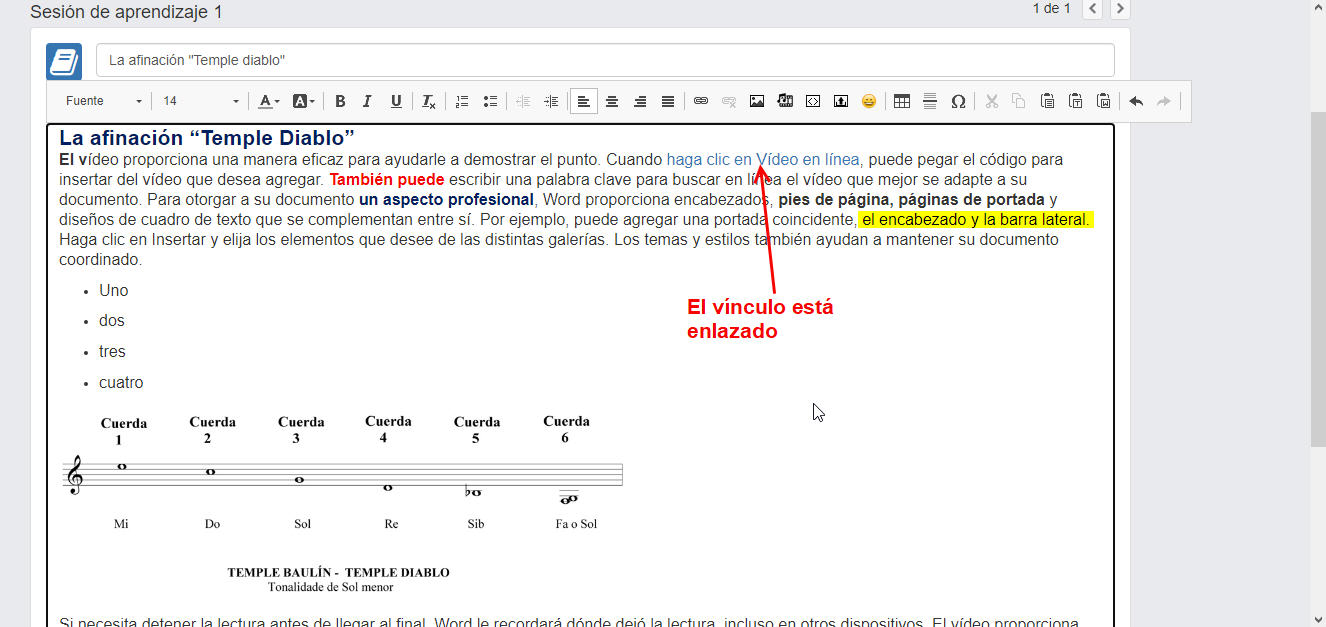 Sesión de aprendizaje 1
1 de 1
La afinación "Temple diablo"
Fuente 14
La afinación “Temple Diablo”
El vídeo proporciona una manera eficaz para ayudarle a demostrar el punto. Cuando haga clic en Vídeo en línea, puede pegar el código para
insertar del vídeo que desea agregar. También puede escribir una palabra clave para buscar en línea el vídeo que mejor se adapte a su
documento. Para otorgar a su documento un aspecto profesional, Word proporciona encabezados, pies de página, páginas de portada y
diseños de cuadro de texto que se complementan entre sí. Por ejemplo, puede agregar una portada coincidente, el encabezado y la barra lateral.
Haga clic en Insertar y elija los elementos que desee de las distintas galerías. Los temas y estilos también ayudan a mantener su documento
coordinado.
Uno
dos
tres
cuatro
El vínculo está
enlazado
Cuerda Cuerda Cuerda Cuerda Cuerda Cuerda
1 2 3 4 5 6
Mi Do Sol Re Sib Fa o Sol
TEMPLE BAULÍN - TEMPLE DIABLO
Tonalidade de Sol menor
Si necesita detener la lectura antes de llegar al final, Word le recordará dónde dejó la lectura, incluso en otros dispositivos. El vídeo proporciona